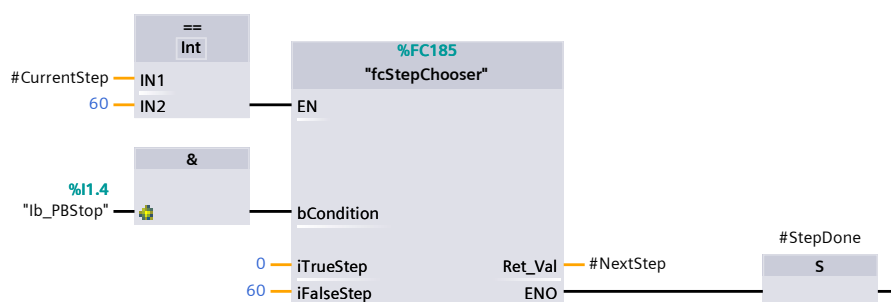 ==
Int
#CurrentStep
IN1
60
IN2
%FC185
"fcStepChooser"
EN
&
%I1.4
"Ib_PBStop"
bCondition
0
iTrueStep
Ret_Val
#NextStep
60
iFalseStep
ENO
#StepDone
S